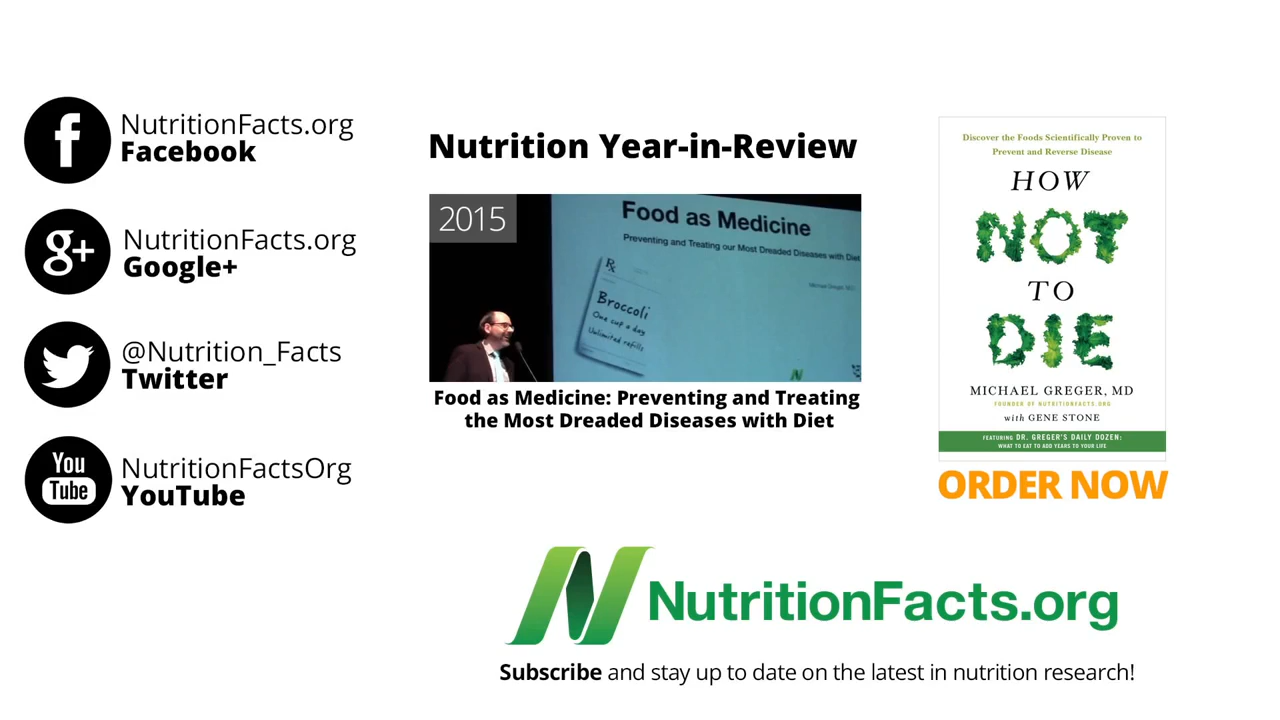 NutritionFacts.org
Facebook
g+
NutritionFacts.org
Google+
@Nutrition_Facts
Twitter
You
Tube
NutritionFactsOrg
YouTube
Nutrition Year-in-Review
2015
Food as Medicine
Preventing and Treating our Most Dreaded Diseases with Diet
Michael Greger, M.D.
Rx
Broccoli
One cup a day
Unlimited refills
Food as Medicine: Preventing and Treating
the Most Dreaded Diseases with Diet
Discover the Foods Scientifically Proven to
Prevent and Reverse Disease
HOW
NOT
TO
DIE
MICHAEL GREGER, MD
FOUNDER OF NUTRITIONFACTS.ORG
with GENE STONE
FEATURING DR. GREGER'S DAILY DOZEN:
WHAT TO EAT TO ADD YEARS TO YOUR LIFE
ORDER NOW
NutritionFacts.org
Subscribe and stay up to date on the latest in nutrition research!